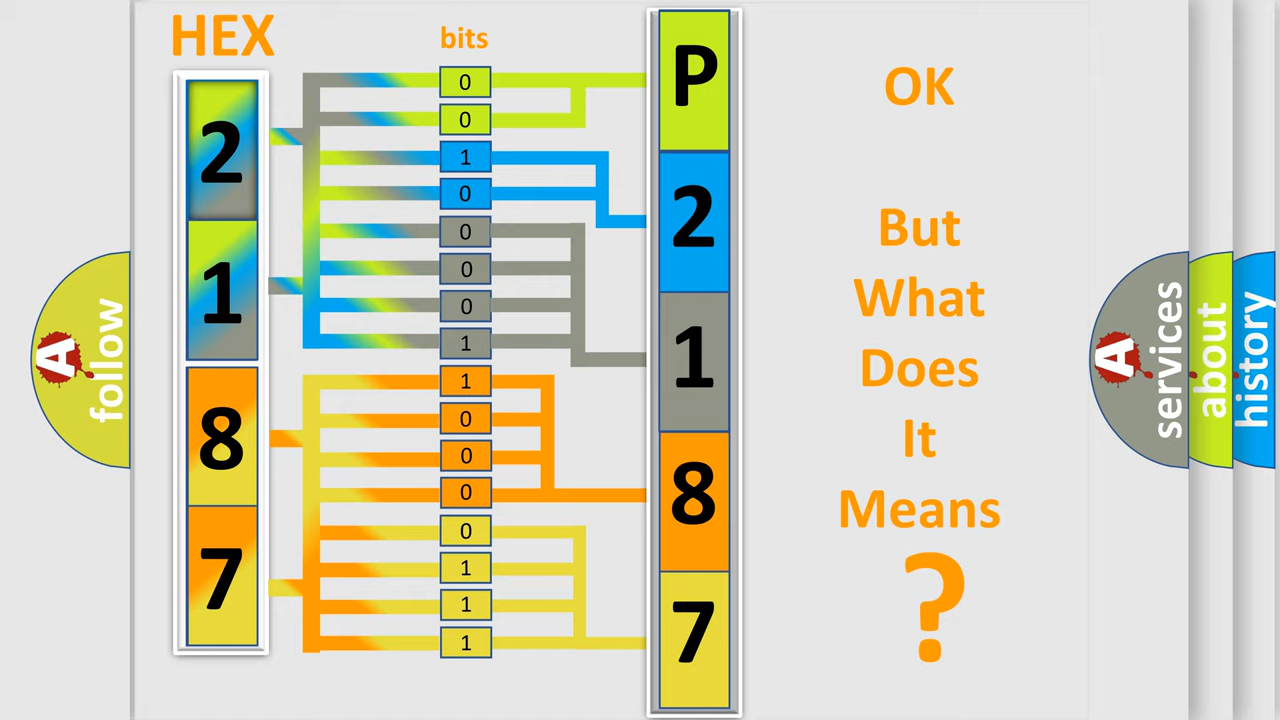 HEX
bits
2
1
8
7
0
0
1
0
0
0
0
1
1
0
0
0
0
1
1
1
P
2
1
8
7
OK
But
What
Does
It
Means
?
A
follow
A
services
about
history